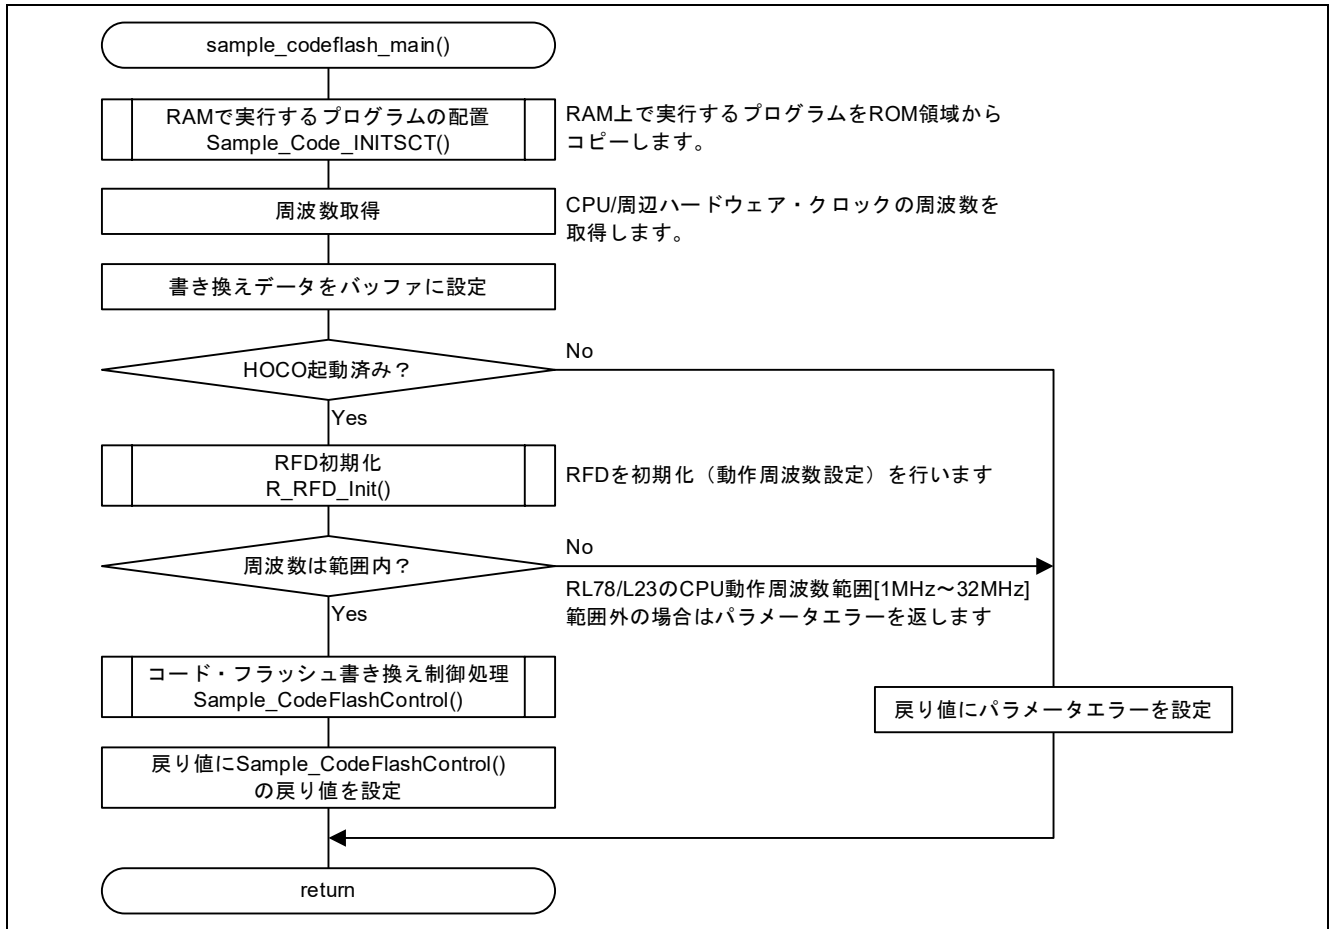 sample_codeflash_main()
RAMで実行するプログラムの配置
Sample_Code_INITSCT()
RAM上で実行するプログラムをROM領域から
コピーします。
周波数取得
CPU/周辺ハードウェア・クロックの周波数を
取得します。
書き換えデータをバッファに設定
HOCO起動済み？
No
Yes
RFD初期化
R_RFD_Init()
RFDを初期化（動作周波数設定）を行います
周波数は範囲内？
No
RL78/L23のCPU動作周波数範囲[1MHz～32MHz]
範囲外の場合はパラメータエラーを返します
Yes
コード・フラッシュ書き換え制御処理
Sample_CodeFlashControl()
戻り値にパラメータエラーを設定
戻り値にSample_CodeFlashControl()
の戻り値を設定
return